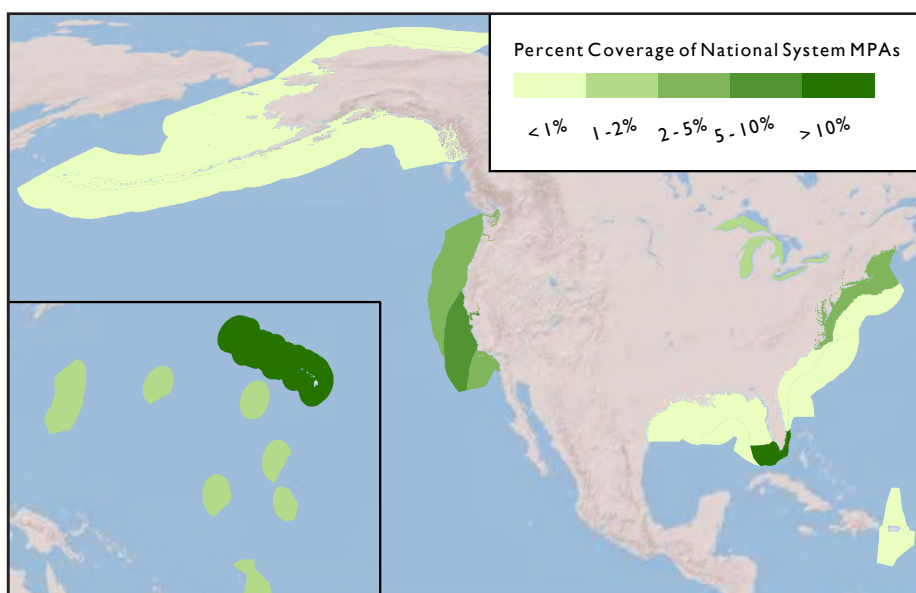 Percent Coverage of National System MPAs
< 1% 1 -2% 2 - 5% 5 - 10% > 10%